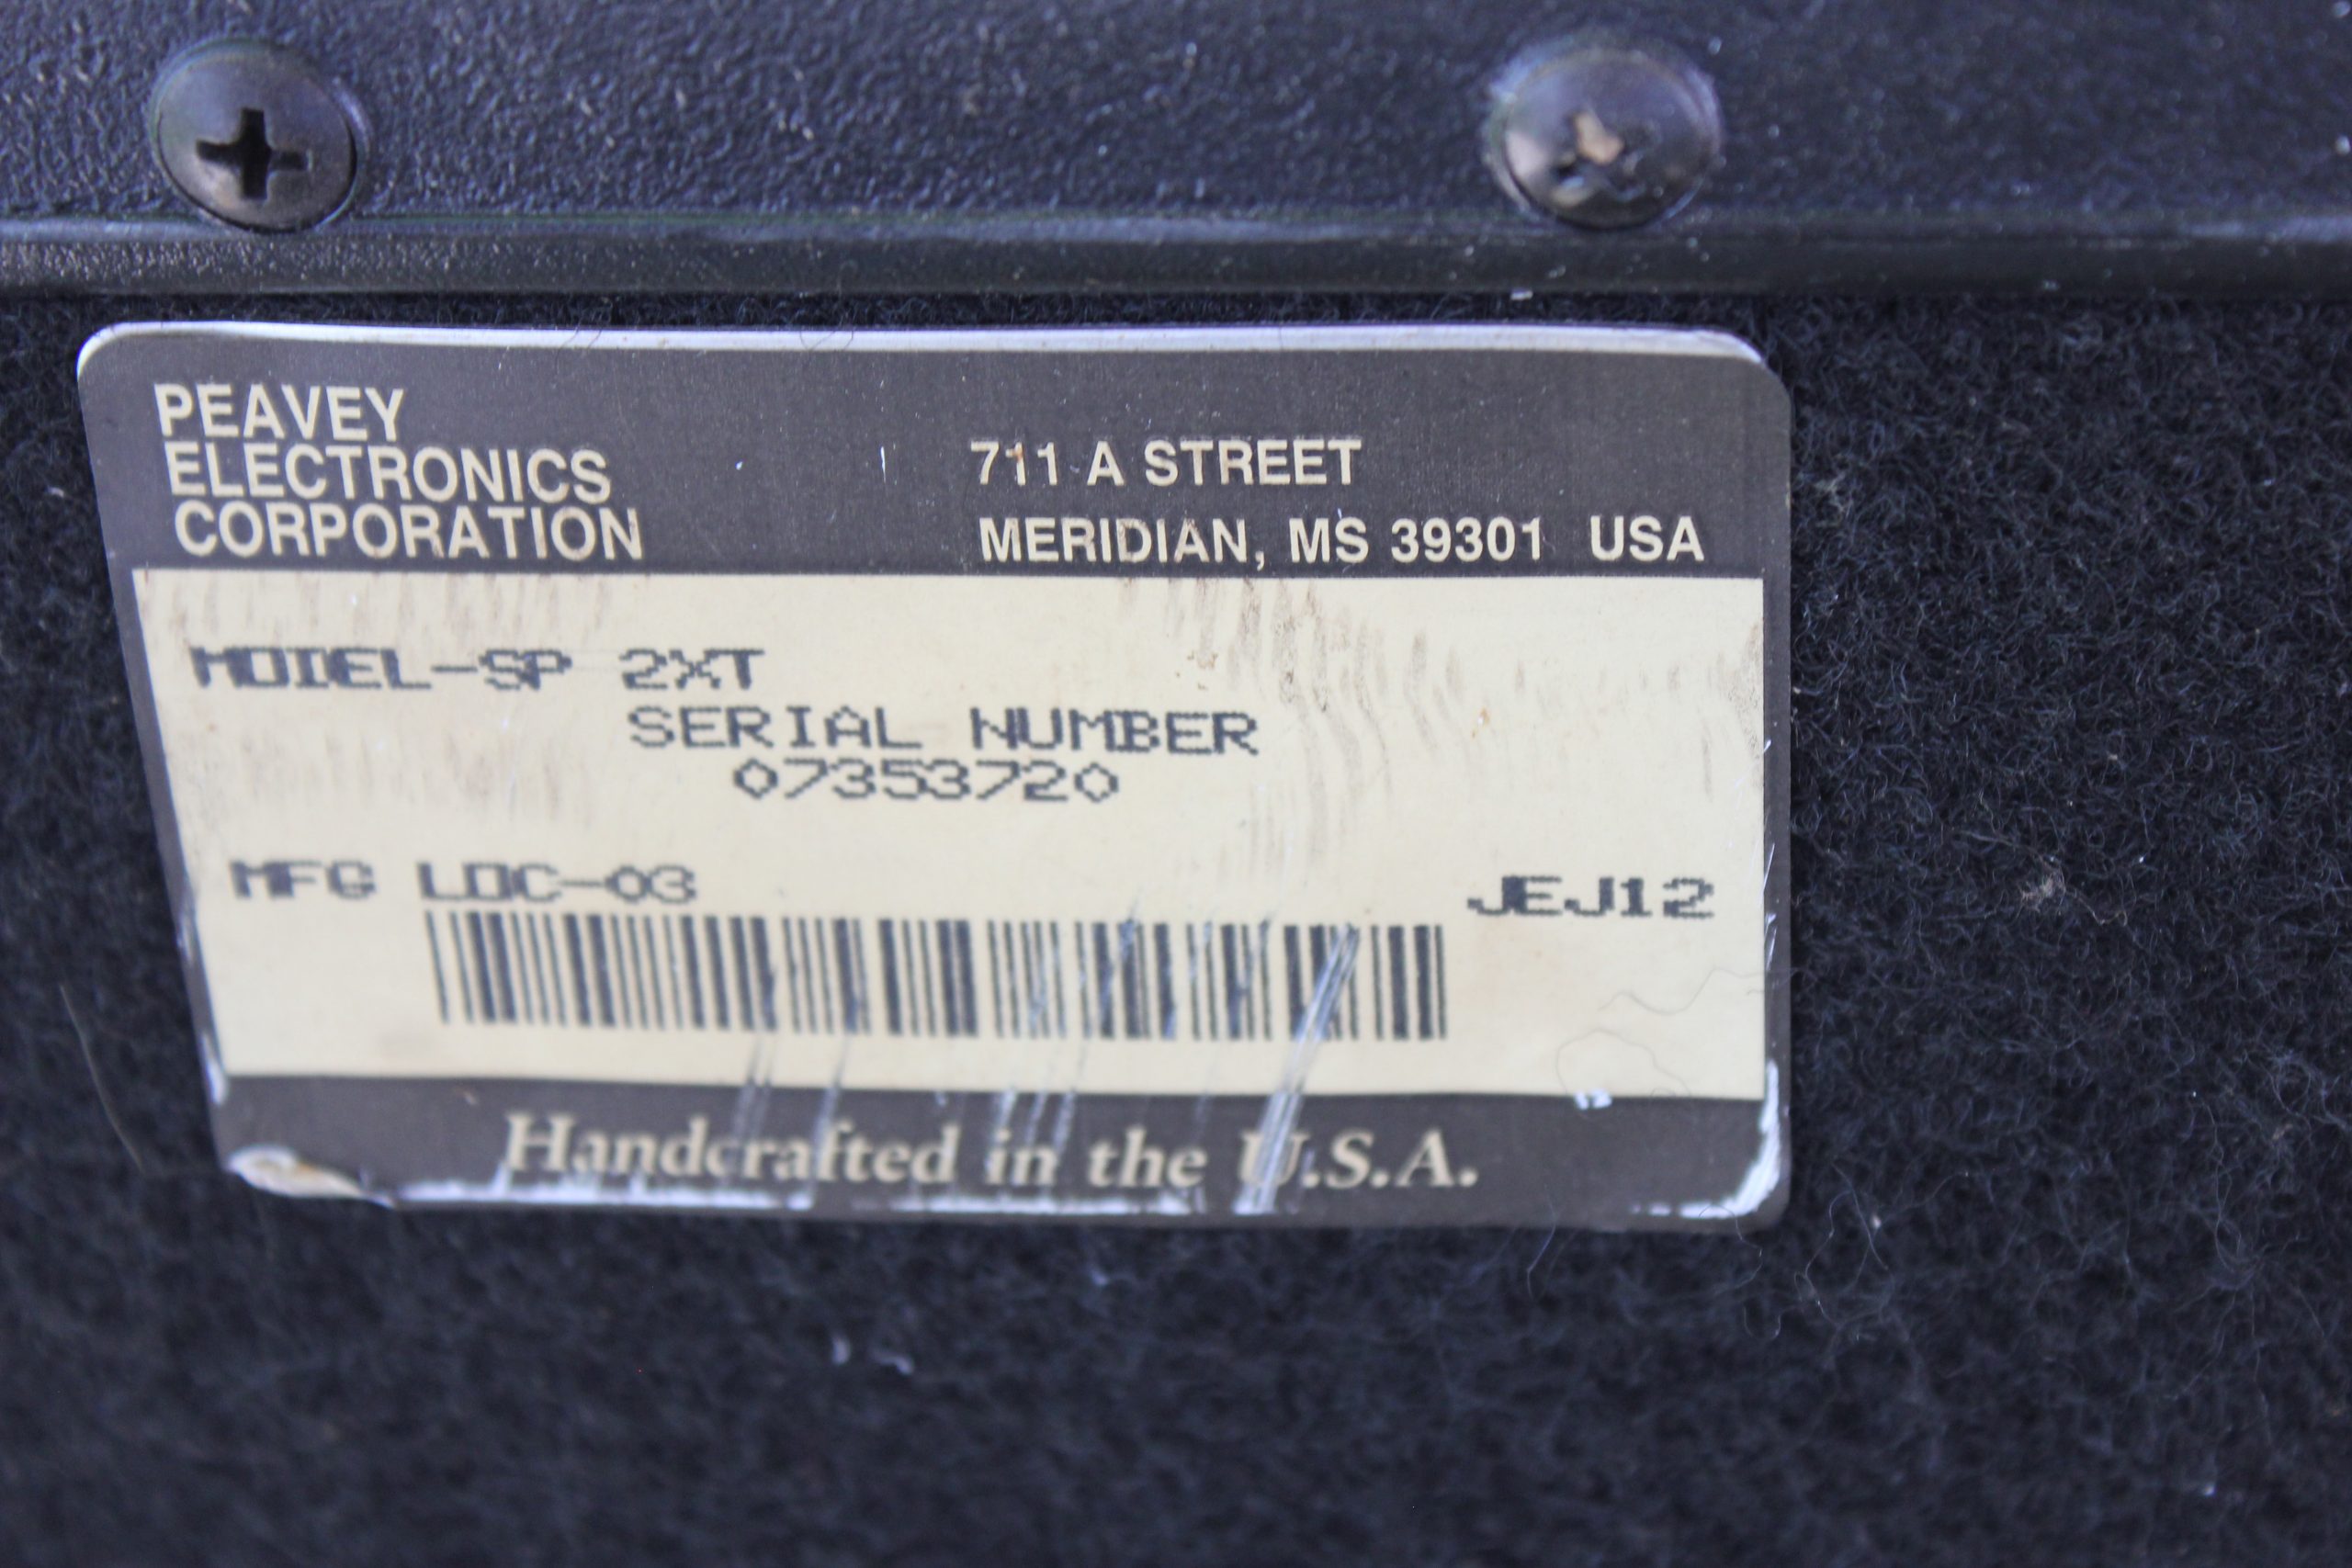 PEAVEY
ELECTRONICS
CORPORATION
711 A STREET
MERIDIAN, MS 39301 USA
MODEL-SP 2XT
SERIAL NUMBER
07353720
MFG LOC-03
JEJ12
Handcrafted in the U.S.A.